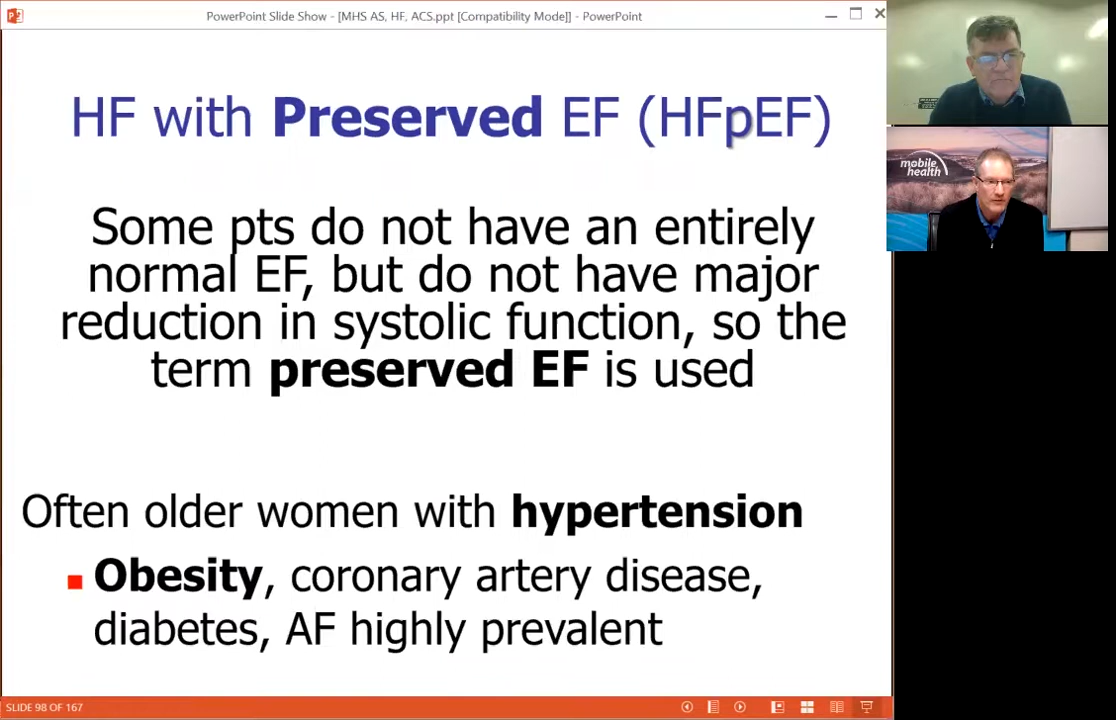 PowerPoint Slide Show - [MHS AS, HF, ACS.ppt [Compatibility Mode]] - PowerPoint
HF with Preserved EF (HFpEF)
Some pts do not have an entirely
normal EF, but do not have major
reduction in systolic function, so the
term preserved EF is used
Often older women with hypertension
Obesity, coronary artery disease,
diabetes, AF highly prevalent
SLIDE 98 OF 167
mobile
health